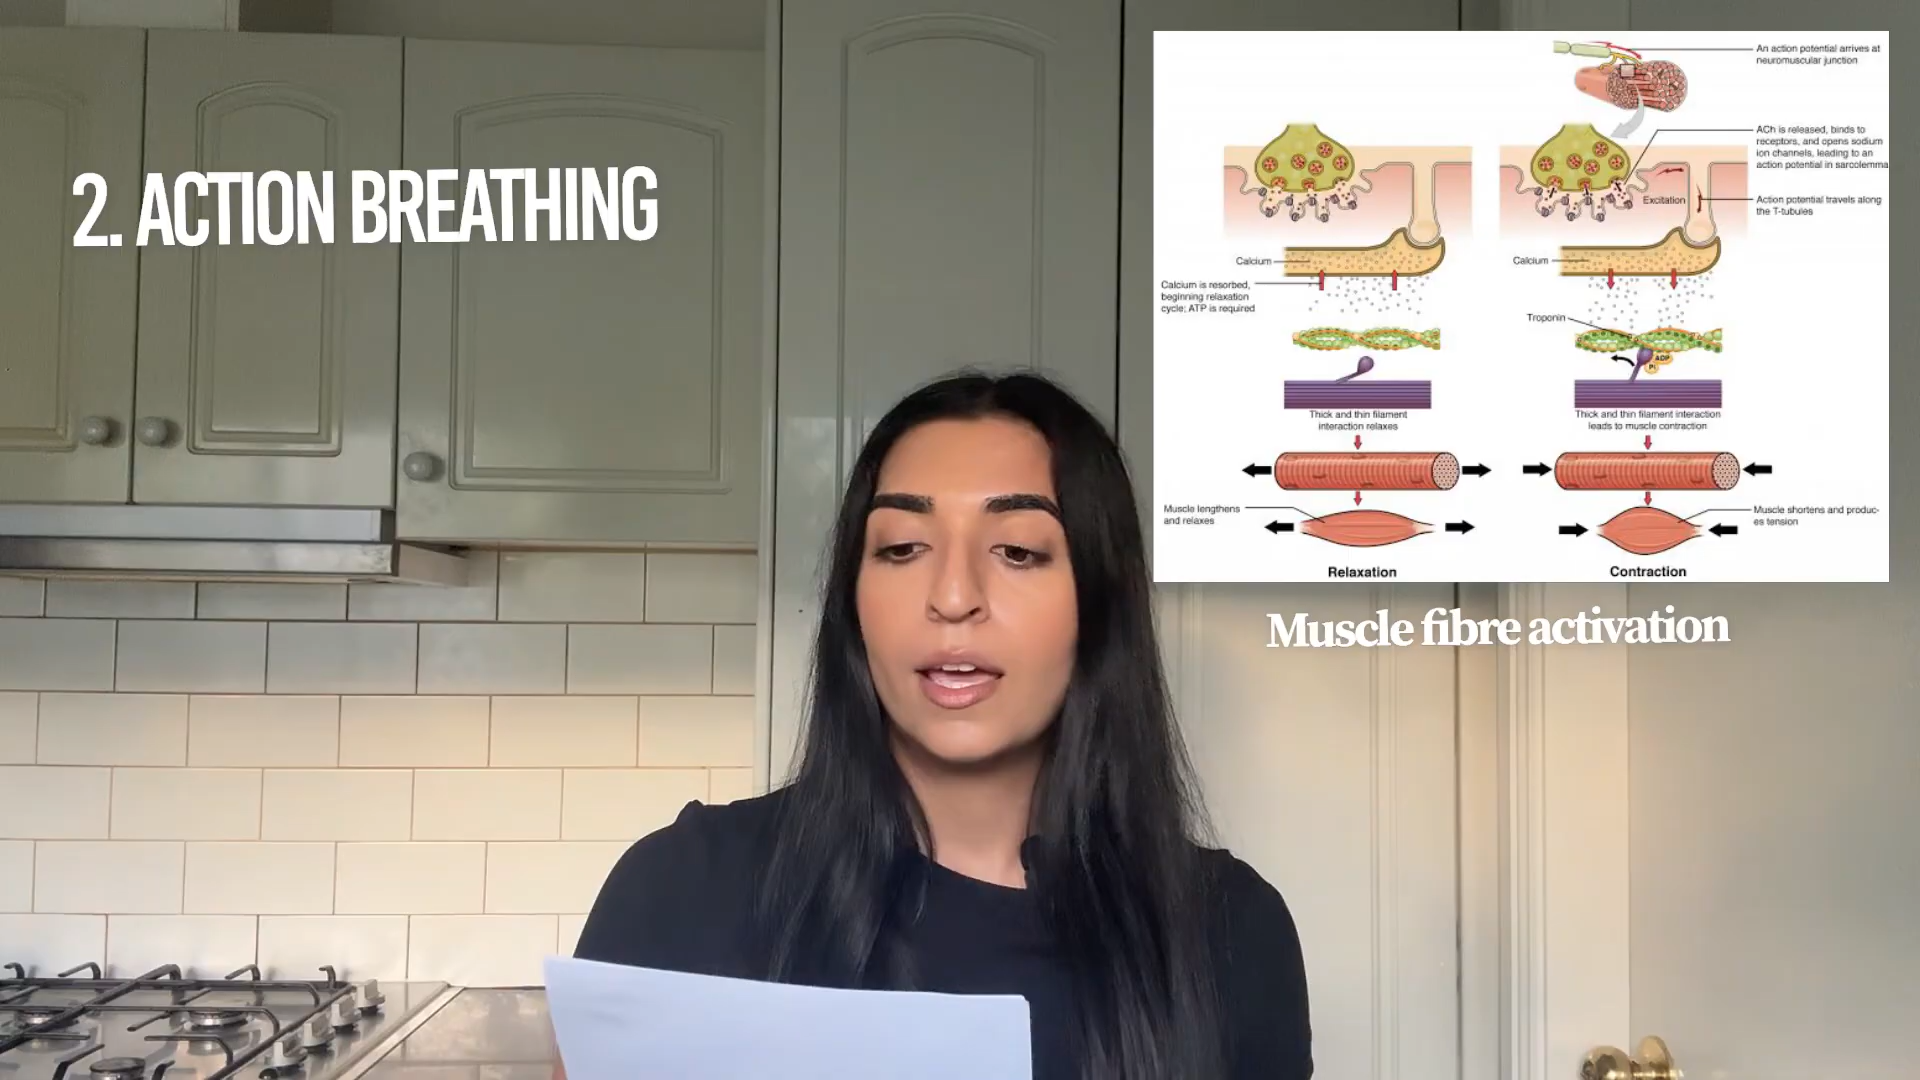 2. ACTION BREATHING
An action potential arrives at
neuromuscular junction
ACh is released, binds to
receptors, and opens sodium
ion channels, leading to an
action potential in sarcolemma
Excitation
Action potential travels along
the T-tubules
Calcium
Calcium is resorbed,
beginning relaxation
cycle; ATP is required
Calcium
Troponin
ADP
Pi
Thick and thin filament
interaction relaxes
Thick and thin filament interaction
leads to muscle contraction
Muscle lengthens
and relaxes
Muscle shortens and produc-
es tension
Relaxation
Contraction
Muscle fibre activation